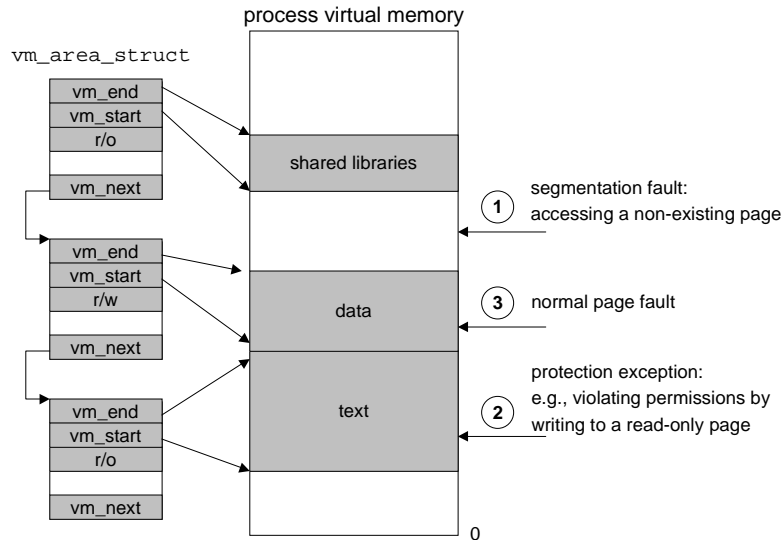 process virtual memory
vm_area_struct
vm_end
vm_start
r/o
vm_next
shared libraries
1
segmentation fault:
accessing a non-existing page
vm_end
vm_start
r/w
vm_next
data
3
normal page fault
vm_end
vm_start
r/o
vm_next
text
2
protection exception:
e.g., violating permissions by
writing to a read-only page
0